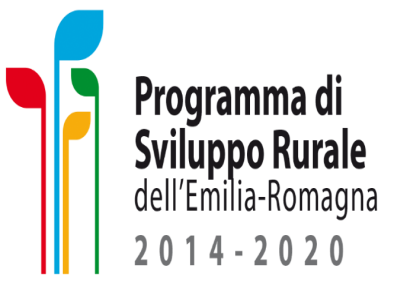 Programma di
Sviluppo Rurale
dell'Emilia-Romagna
2014-2020